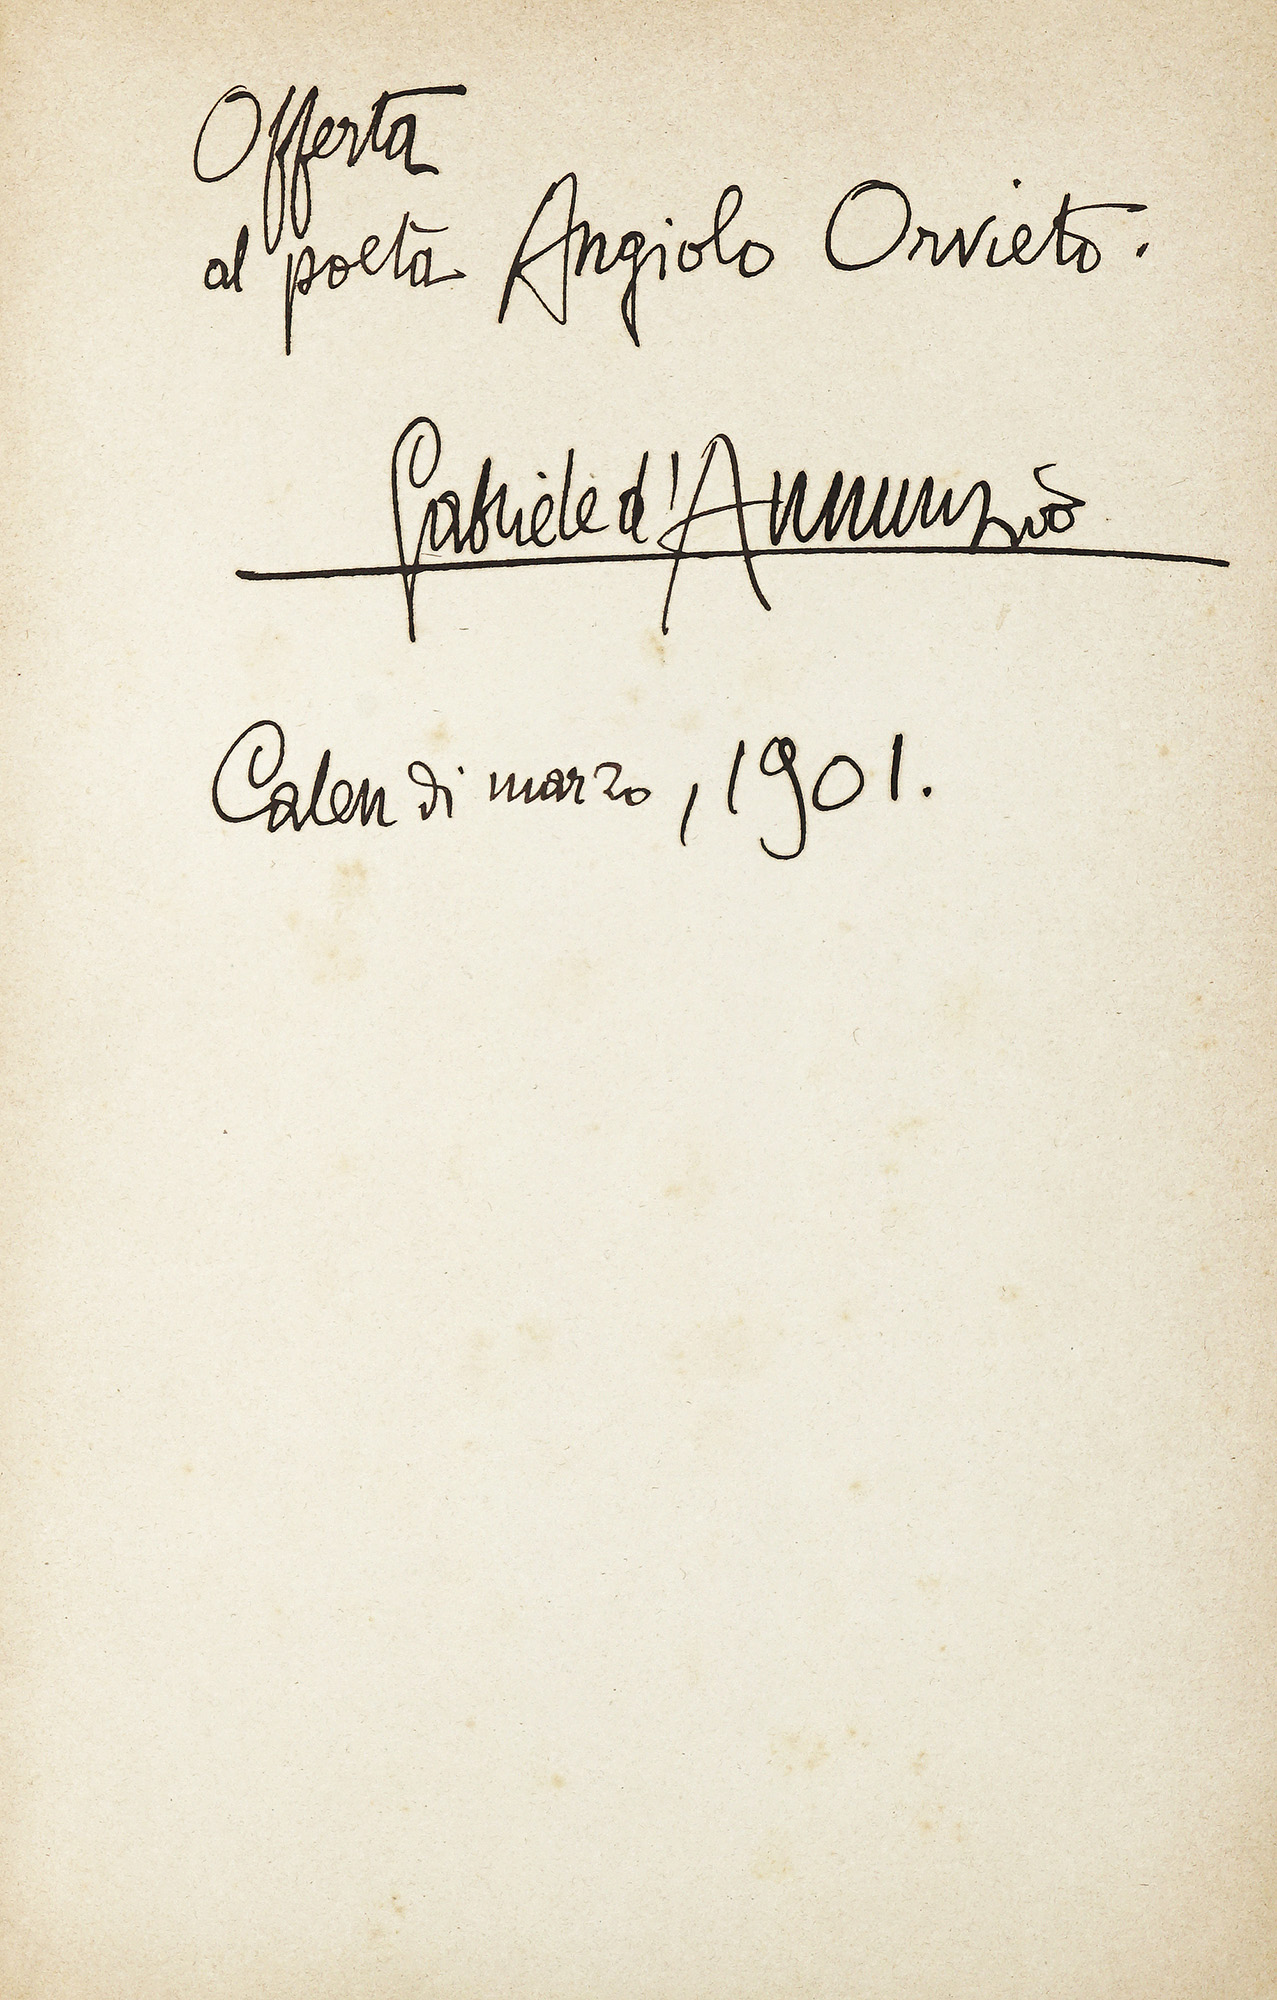 Offerta
al poeta Angiolo Orvieto.
Gabriele d'Annunzio
Calen di marzo, 1901.